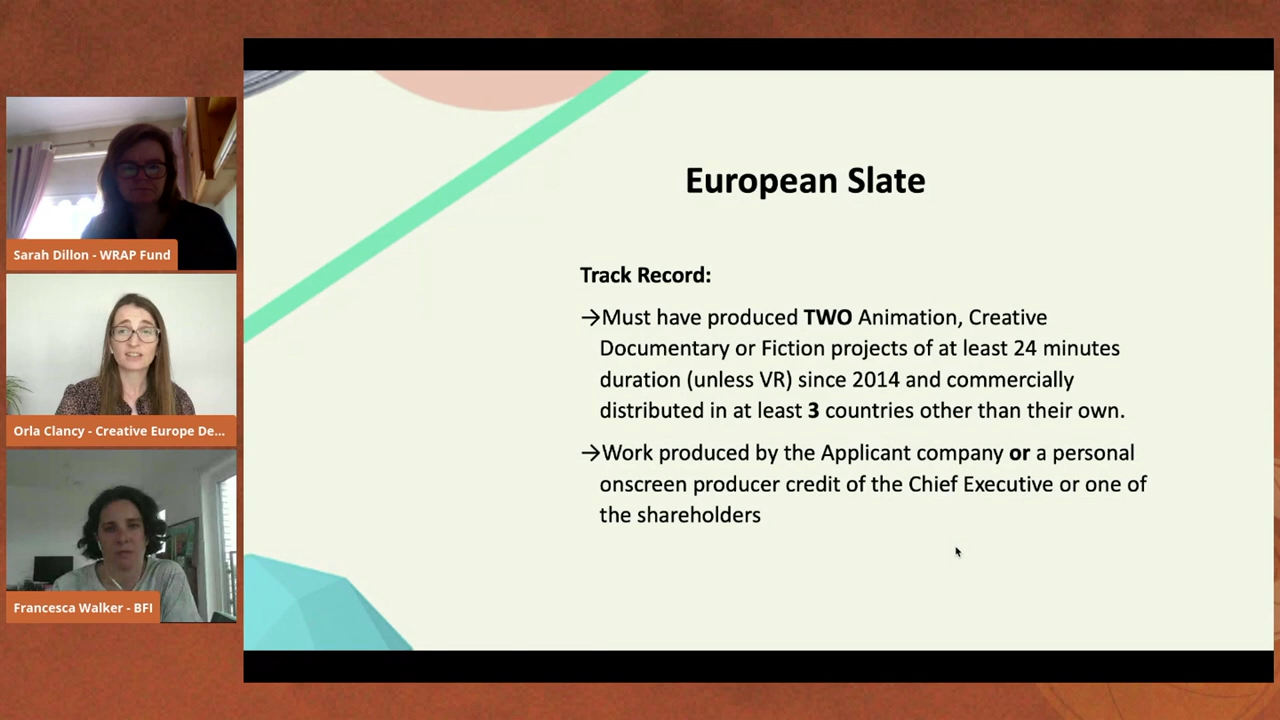 Sarah Dillon - WRAP Fund
Orla Clancy - Creative Europe De...
Francesca Walker - BFI
European Slate
Track Record:
→Must have produced TWO Animation, Creative
Documentary or Fiction projects of at least 24 minutes
duration (unless VR) since 2014 and commercially
distributed in at least 3 countries other than their own.
→Work produced by the Applicant company or a personal
onscreen producer credit of the Chief Executive or one of
the shareholders